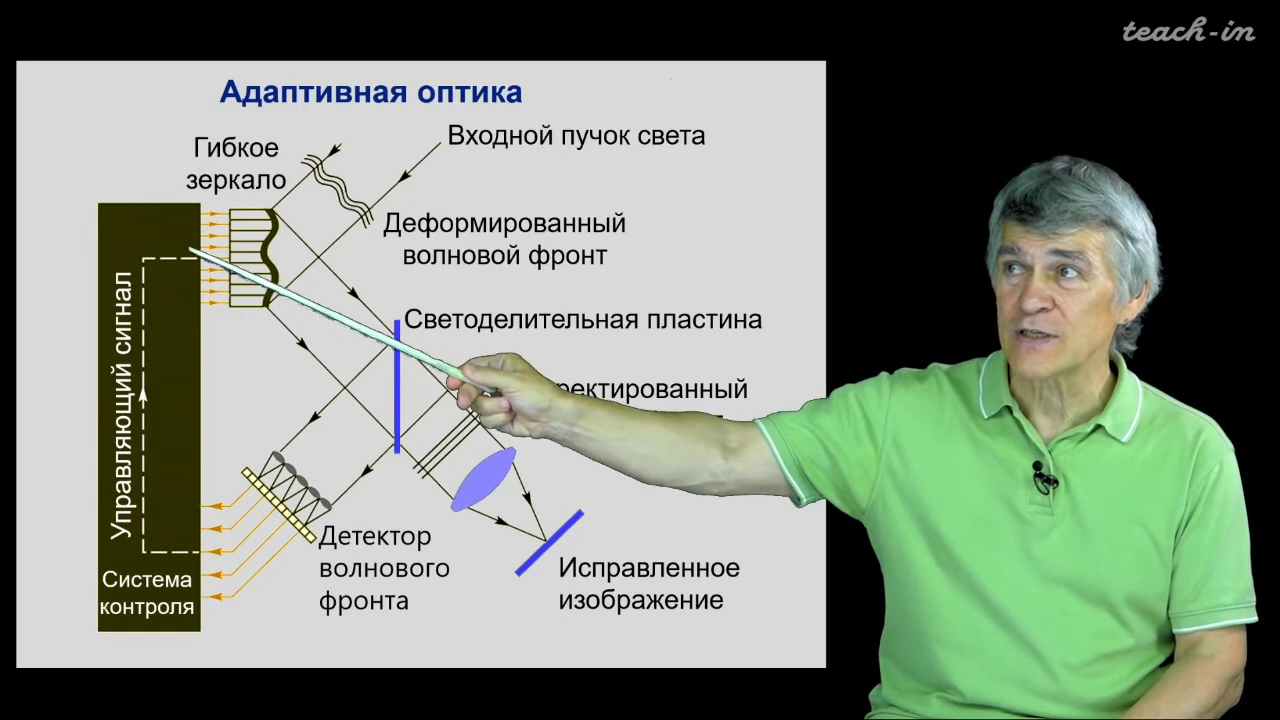 teach-in
Адаптивная оптика
Входной пучок света
Гибкое
зеркало
Деформированный
волновой фронт
Светоделительная пластина
Управляющий сигнал
Детектор
волнового
фронта
Система
контроля
Исправленное
изображение